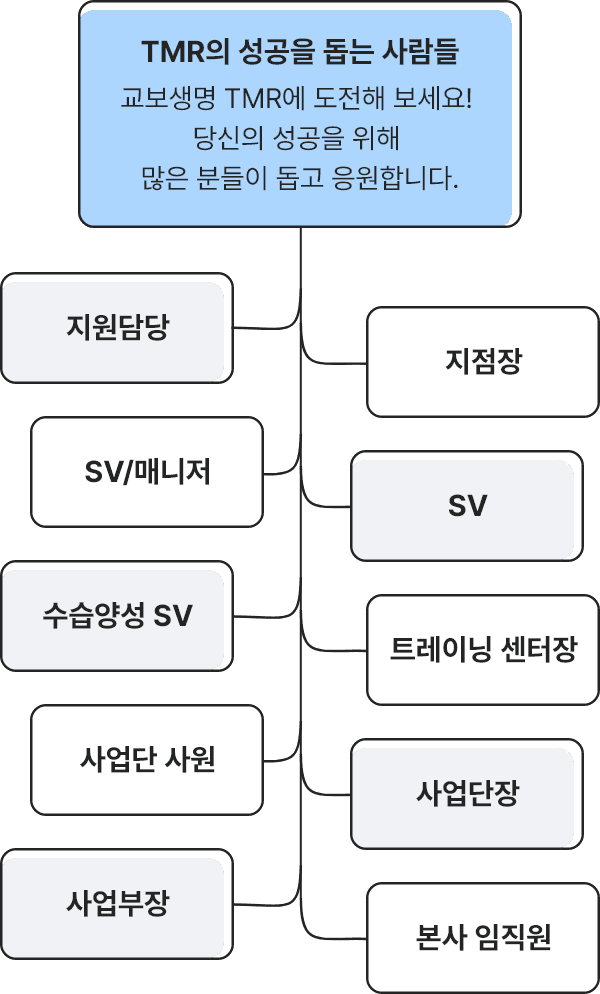 TMR의 성공을 돕는 사람들
교보생명 TMR에 도전해 보세요!
당신의 성공을 위해
많은 분들이 돕고 응원합니다.
지원담당
지점장
SV/매니저
SV
수습양성 SV
트레이닝 센터장
사업단 사원
사업단장
사업부장
본사 임직원